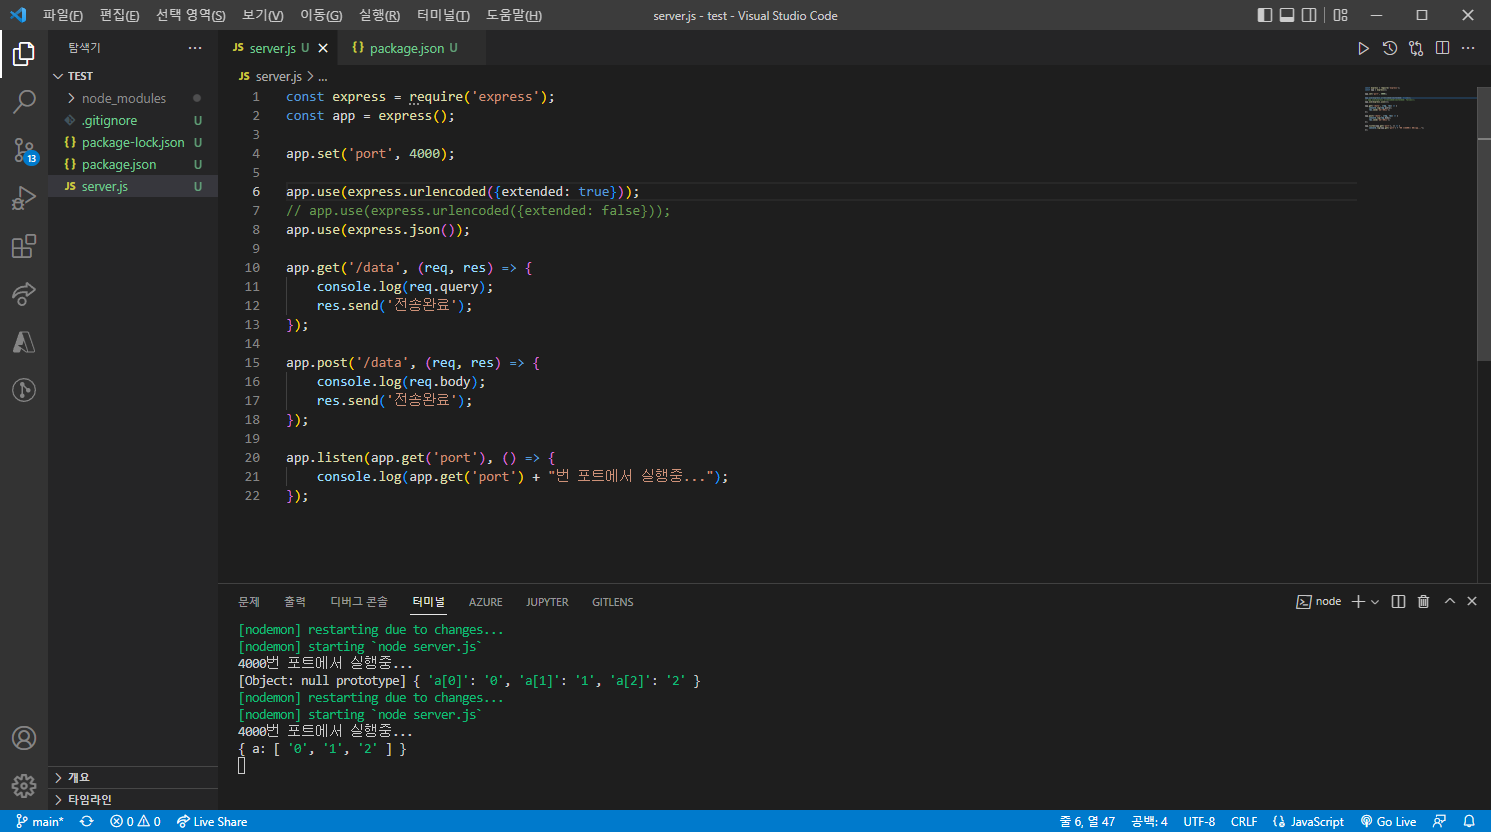 파일(F) 편집(E) 선택 영역(S) 보기(V) 이동(G) 실행(R) 터미널(T) 도움말(H)
server.js - test - Visual Studio Code
탐색기 ···
TEST
node_modules
.gitignore U
package-lock.json U
package.json U
JS server.js U
개요
타임라인
13
JS server.js U
{} package.json U
JS server.js > ...
1 const express = require('express');
2 const app = express();
3
4 app.set('port', 4000);
5
6 app.use(express.urlencoded({extended: true}));
7 // app.use(express.urlencoded({extended: false}));
8 app.use(express.json());
9
10 app.get('/data', (req, res) => {
11 console.log(req.query);
12 res.send('전송완료');
13 });
14
15 app.post('/data', (req, res) => {
16 console.log(req.body);
17 res.send('전송완료');
18 });
19
20 app.listen(app.get('port'), () => {
21 console.log(app.get('port') + "번 포트에서 실행중...");
22 });
문제 출력 디버그 콘솔 터미널 AZURE JUPYTER GITLENS
node
[nodemon] restarting due to changes...
[nodemon] starting `node server.js`
4000번 포트에서 실행중...
[Object: null prototype] { 'a[0]': '0', 'a[1]': '1', 'a[2]': '2' }
[nodemon] restarting due to changes...
[nodemon] starting `node server.js`
4000번 포트에서 실행중...
{ a: [ '0', '1', '2' ] }
main* 0 0 Live Share
줄 6, 열 47 공백: 4 UTF-8 CRLF JavaScript Go Live